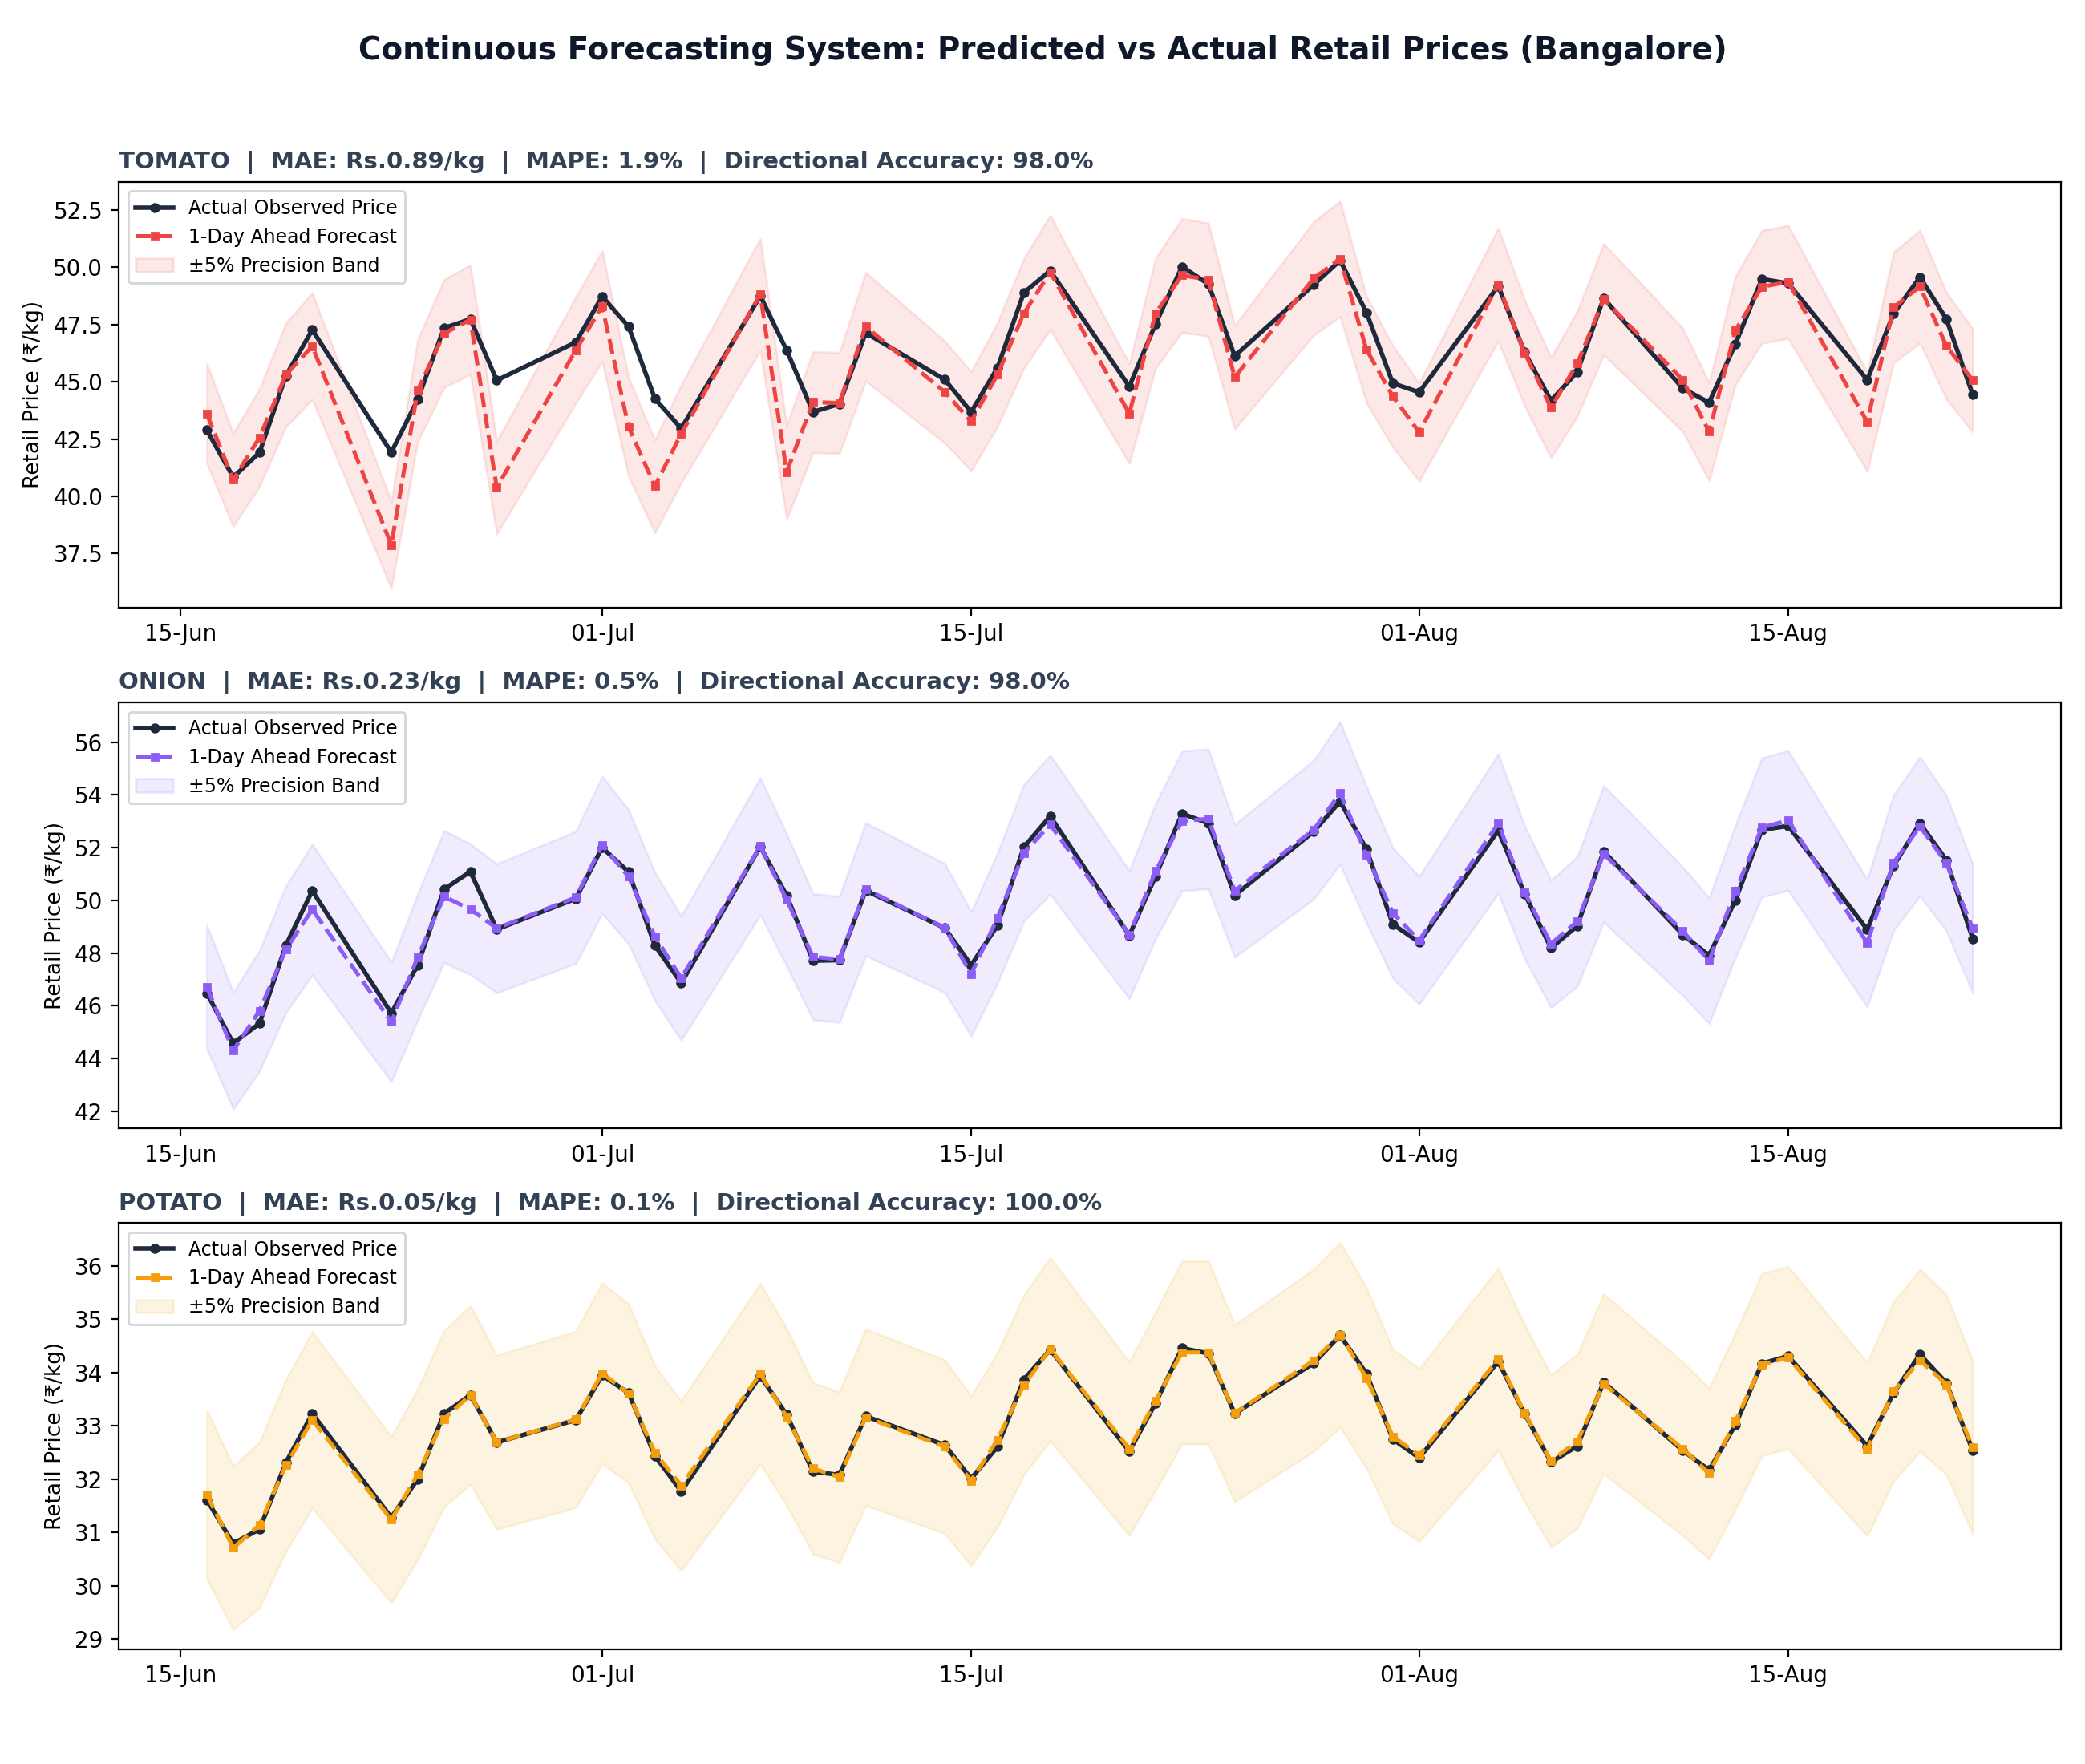 Continuous Forecasting System: Predicted vs Actual Retail Prices (Bangalore)
TOMATO | MAE: Rs.0.89/kg | MAPE: 1.9% | Directional Accuracy: 98.0%
Actual Observed Price
1-Day Ahead Forecast
±5% Precision Band
Retail Price (₹/kg)
52.5
50.0
47.5
45.0
42.5
40.0
37.5
15-Jun 01-Jul 15-Jul 01-Aug 15-Aug
ONION | MAE: Rs.0.23/kg | MAPE: 0.5% | Directional Accuracy: 98.0%
Actual Observed Price
1-Day Ahead Forecast
±5% Precision Band
Retail Price (₹/kg)
56
54
52
50
48
46
44
42
15-Jun 01-Jul 15-Jul 01-Aug 15-Aug
POTATO | MAE: Rs.0.05/kg | MAPE: 0.1% | Directional Accuracy: 100.0%
Actual Observed Price
1-Day Ahead Forecast
±5% Precision Band
Retail Price (₹/kg)
36
35
34
33
32
31
30
29
15-Jun 01-Jul 15-Jul 01-Aug 15-Aug